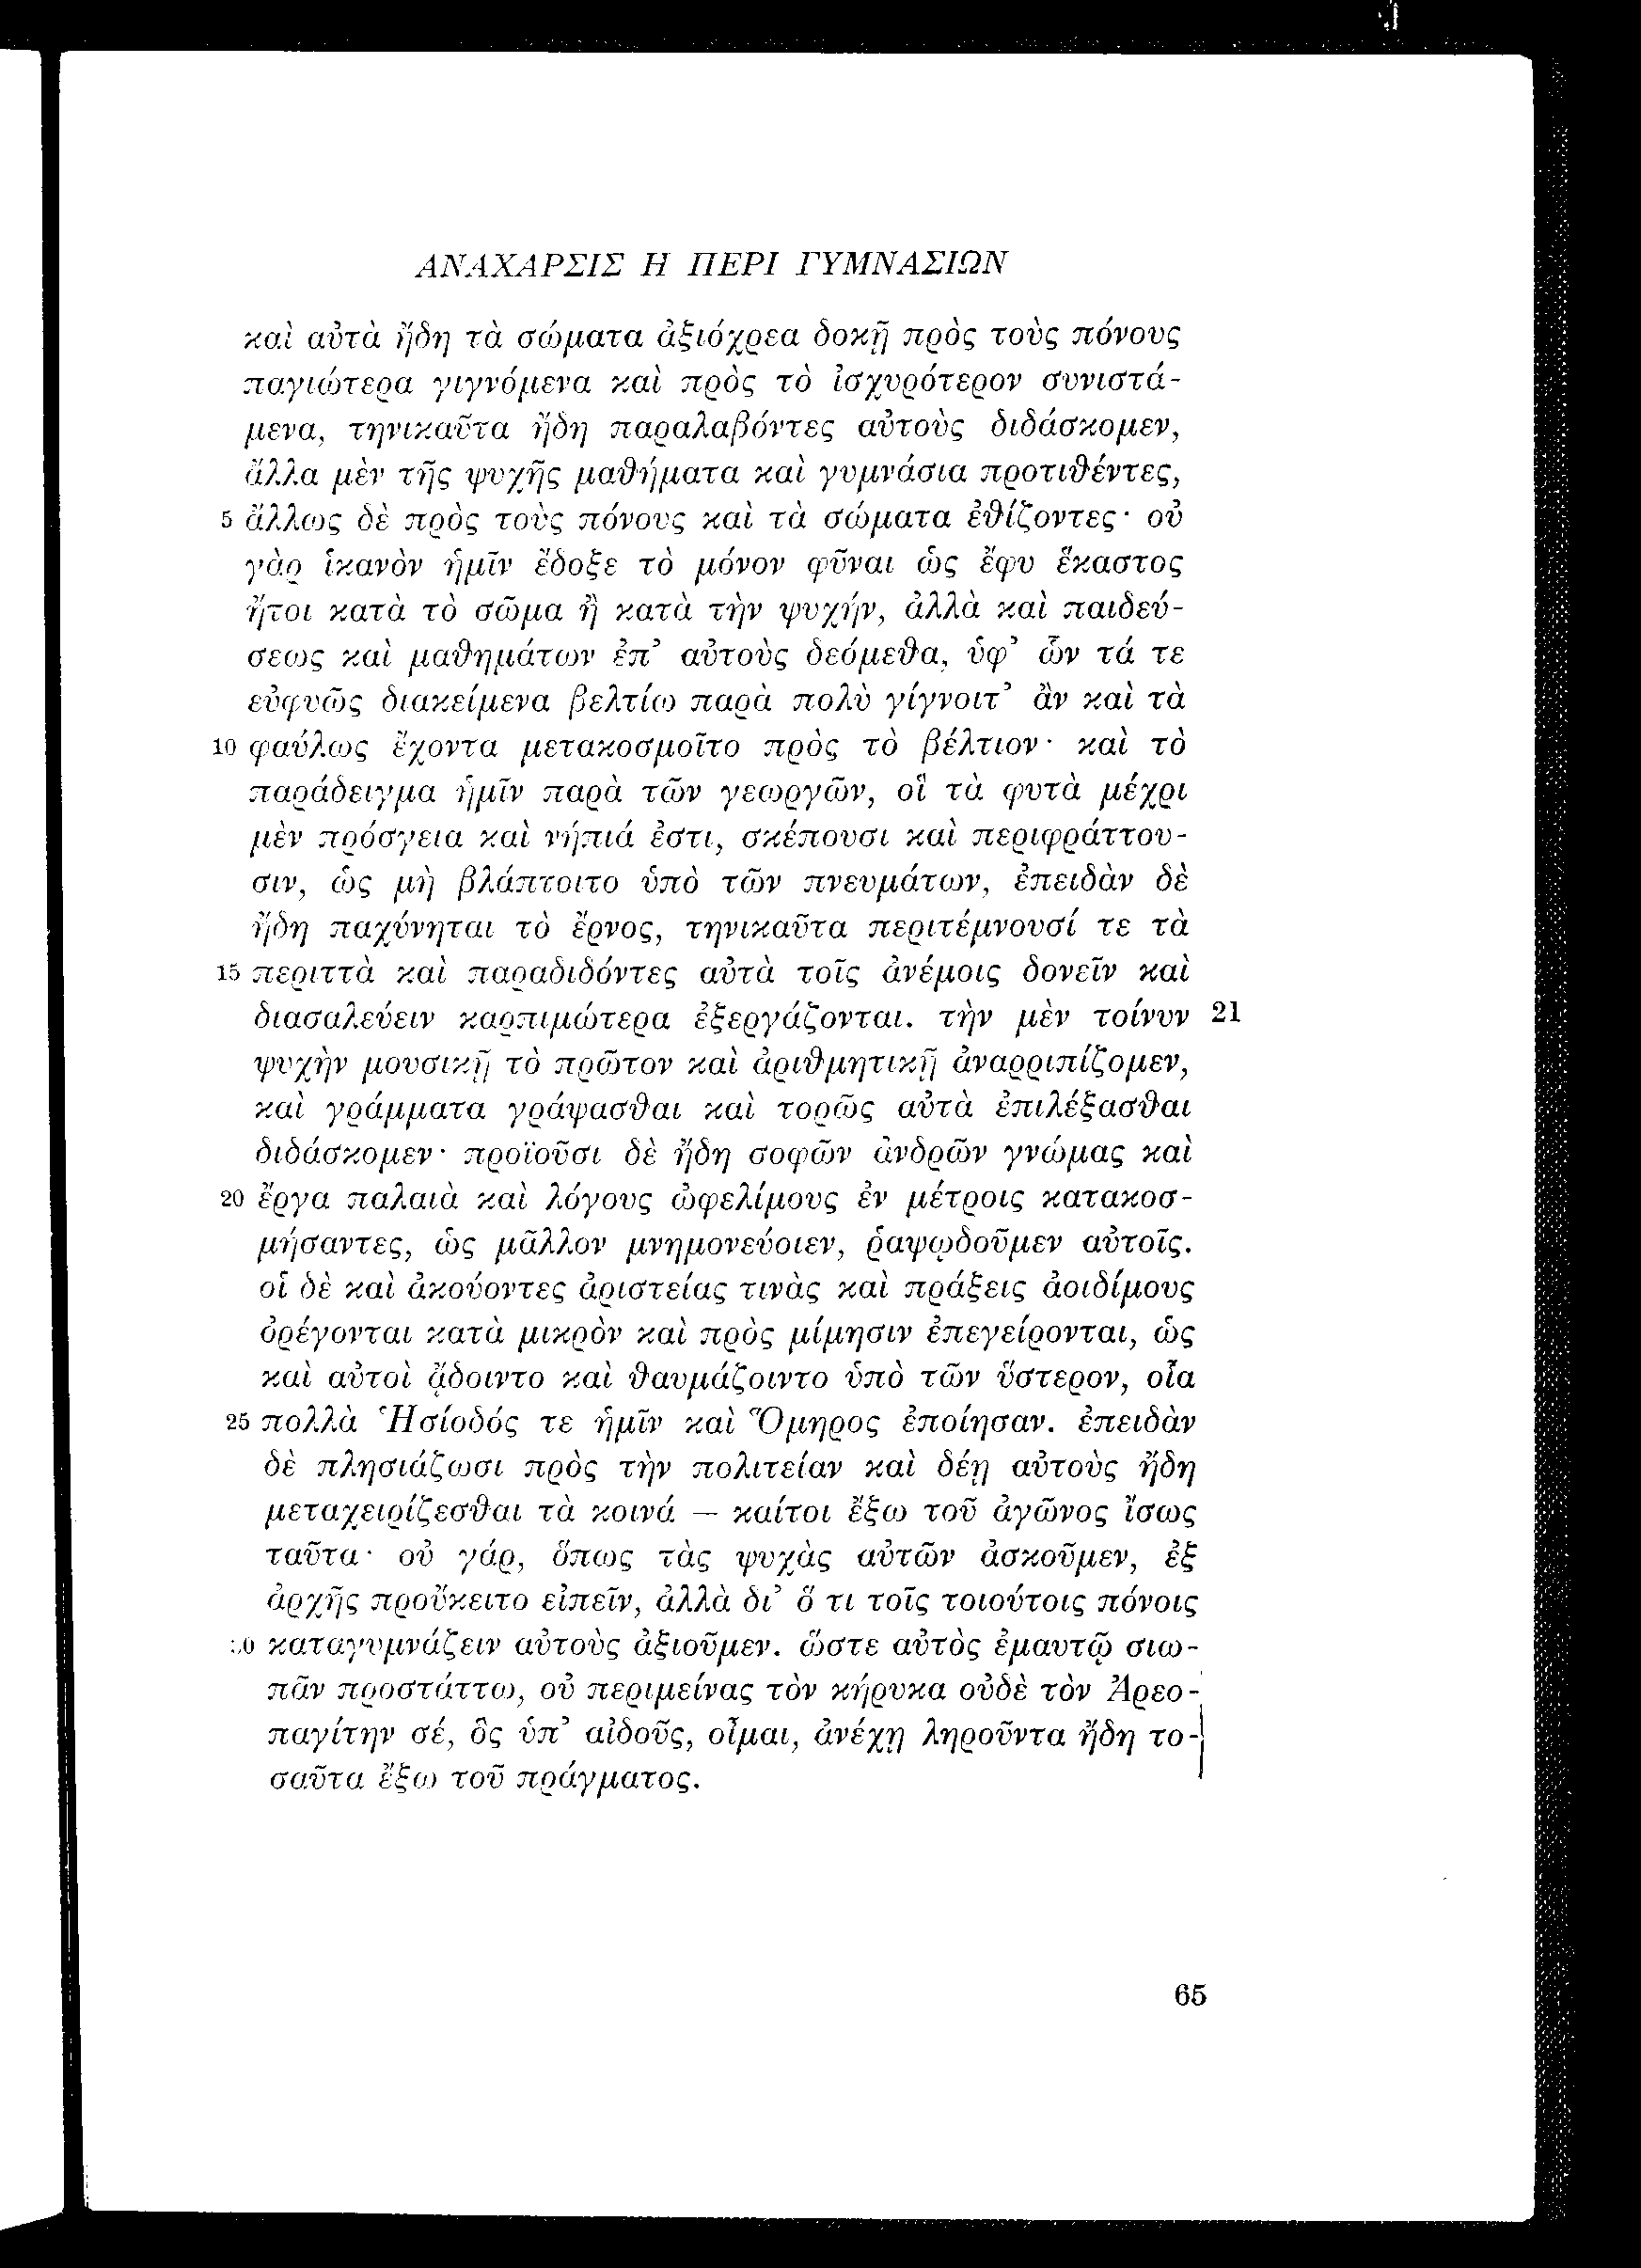 ΑΝΑΧΑΡΣΙΣ Η ΠΕΡΙ ΓΥΜΝΑΣΙΩΝ
καὶ αὐτὰ ἤδη τὰ σώματα ἀξιόχρεα δοκῇ πρὸς τοὺς πόνους
παγιώτερα γιγνόμενα καὶ πρὸς τὸ ἰσχυρότερον συνιστά-
μενα, τηνικαῦτα ἤδη παραλαβόντες αὐτοὺς διδάσκομεν,
ἄλλα μὲν τῆς ψυχῆς μαθήματα καὶ γυμνάσια προτιθέντες,
5 ἄλλως δὲ πρὸς τοὺς πόνους καὶ τὰ σώματα ἐθίζοντες· οὐ
γὰρ ἱκανὸν ἡμῖν ἔδοξε τὸ μόνον φῦναι ὡς ἔφυ ἕκαστος
ἤτοι κατὰ τὸ σῶμα ἢ κατὰ τὴν ψυχήν, ἀλλὰ καὶ παιδεύ-
σεως καὶ μαθημάτων ἐπ’ αὐτοὺς δεόμεθα, ὑφ’ ὧν τά τε
εὐφυῶς διακείμενα βελτίω παρὰ πολὺ γίγνοιτ’ ἂν καὶ τὰ
10 φαύλως ἔχοντα μετακοσμοῖτο πρὸς τὸ βέλτιον· καὶ τὸ
παράδειγμα ἡμῖν παρὰ τῶν γεωργῶν, οἳ τὰ φυτὰ μέχρι
μὲν πρόσγεια καὶ νήπιά ἐστι, σκέπουσι καὶ περιφράττου-
σιν, ὡς μὴ βλάπτοιτο ὑπὸ τῶν πνευμάτων, ἐπειδὰν δὲ
ἤδη παχύνηται τὸ ἔρνος, τηνικαῦτα περιτέμνουσί τε τὰ
15 περιττὰ καὶ παραδιδόντες αὐτὰ τοῖς ἀνέμοις δονεῖν καὶ
διασαλεύειν καρπιμώτερα ἐξεργάζονται. τὴν μὲν τοίνυν 21
ψυχὴν μουσικῇ τὸ πρῶτον καὶ ἀριθμητικῇ ἀναρριπίζομεν,
καὶ γράμματα γράψασθαι καὶ τορῶς αὐτὰ ἐπιλέξασθαι
διδάσκομεν· προϊοῦσι δὲ ἤδη σοφῶν ἀνδρῶν γνώμας καὶ
20 ἔργα παλαιὰ καὶ λόγους ὠφελίμους ἐν μέτροις κατακοσ-
μήσαντες, ὡς μᾶλλον μνημονεύοιεν, ῥαψῳδοῦμεν αὐτοῖς.
οἱ δὲ καὶ ἀκούοντες ἀριστείας τινὰς καὶ πράξεις ἀοιδίμους
ὀρέγονται κατὰ μικρὸν καὶ πρὸς μίμησιν ἐπεγείρονται, ὡς
καὶ αὐτοὶ ᾄδοιντο καὶ θαυμάζοιντο ὑπὸ τῶν ὕστερον, οἷα
25 πολλὰ Ἡσίοδός τε ἡμῖν καὶ Ὅμηρος ἐποίησαν. ἐπειδὰν
δὲ πλησιάζωσι πρὸς τὴν πολιτείαν καὶ δέῃ αὐτοὺς ἤδη
μεταχειρίζεσθαι τὰ κοινά – καίτοι ἔξω τοῦ ἀγῶνος ἴσως
ταῦτα· οὐ γάρ, ὅπως τὰς ψυχὰς αὐτῶν ἀσκοῦμεν, ἐξ
ἀρχῆς προὔκειτο εἰπεῖν, ἀλλὰ δι’ ὅ τι τοῖς τοιούτοις πόνοις
30 καταγυμνάζειν αὐτοὺς ἀξιοῦμεν. ὥστε αὐτὸς ἐμαυτῷ σιω-
πᾶν προστάττω, οὐ περιμείνας τὸν κήρυκα οὐδὲ τὸν Ἀρεο-
παγίτην σέ, ὃς ὑπ’ αἰδοῦς, οἶμαι, ἀνέχῃ ληροῦντα ἤδη το-
σαῦτα ἔξω τοῦ πράγματος.
65